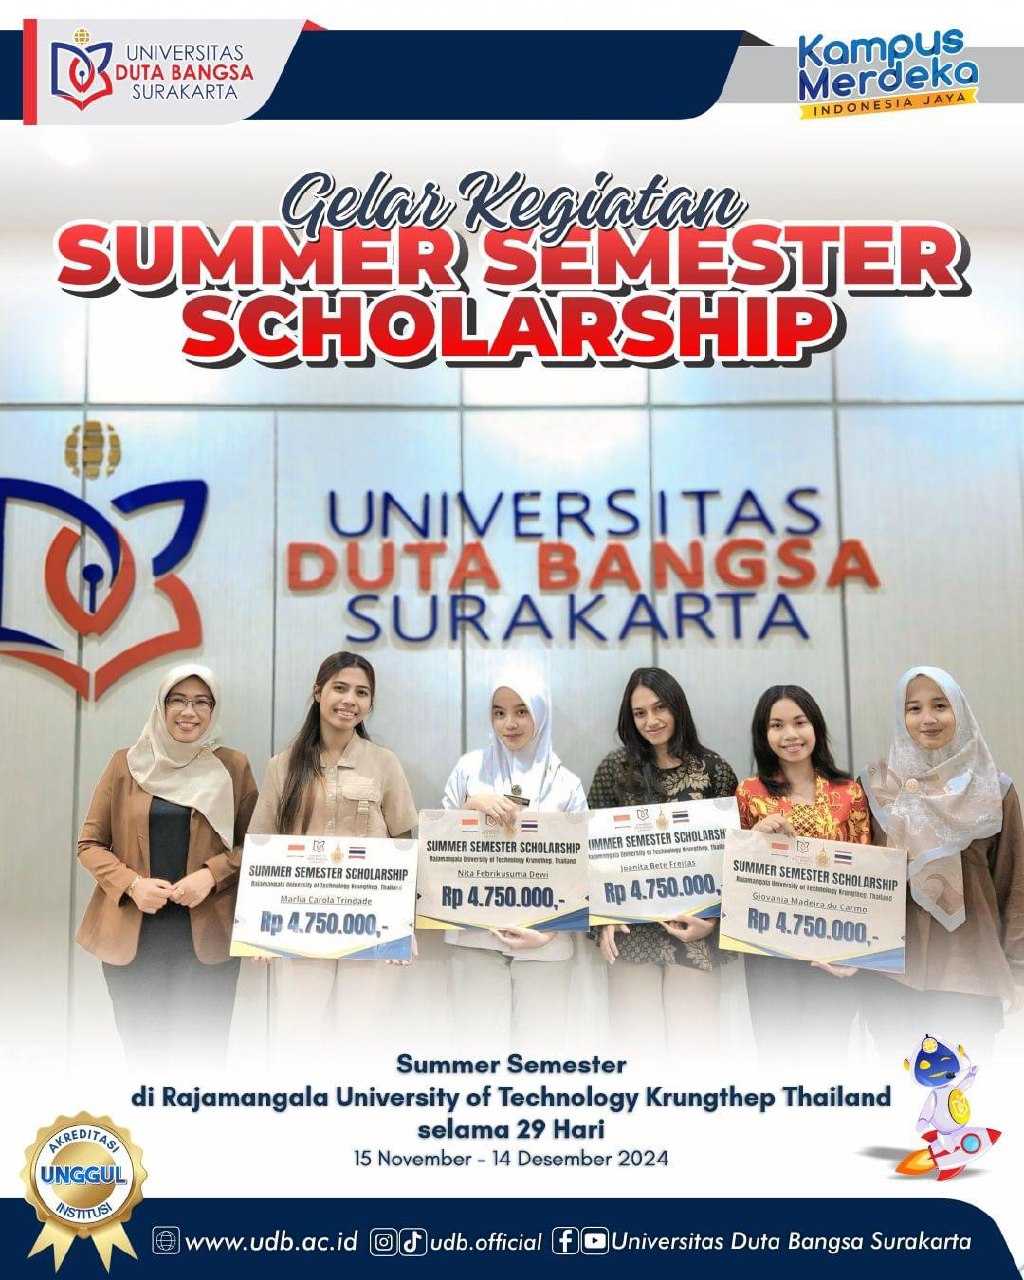 UNIVERSITAS
DUTA BANGSA
SURAKARTA
Kampus
Merdeka
INDONESIA JAYA
Gelar Kegiatan
SUMMER SEMESTER
SCHOLARSHIP
UNIVERSITAS
DUTA BANGSA
SURAKARTA
SUMMER SEMESTER SCHOLARSHIP
Rajamangala University of Technology Krungthep, Thailand
Marlia Carola Trindade
Rp 4.750.000,-
SUMMER SEMESTER SCHOLARSHIP
Rajamangala University of Technology Krungthep, Thailand
Nita Febrikusuma Dewi
Rp 4.750.000,-
SUMMER SEMESTER SCHOLARSHIP
Rajamangala University of Technology Krungthep,
Joanita Bete Freitas
Rp 4.750.000,-
SUMMER SEMESTER SCHOLARSHIP
Rajamangala University of Technology Krungthep, Thailand
Giovania Madeira do Carmo
Rp 4.750.000,-
Summer Semester
di Rajamangala University of Technology Krungthep Thailand
selama 29 Hari
15 November - 14 Desember 2024
AKREDITASI
UNGGUL
INSTITUSI
www.udb.ac.id udb.official Universitas Duta Bangsa Surakarta